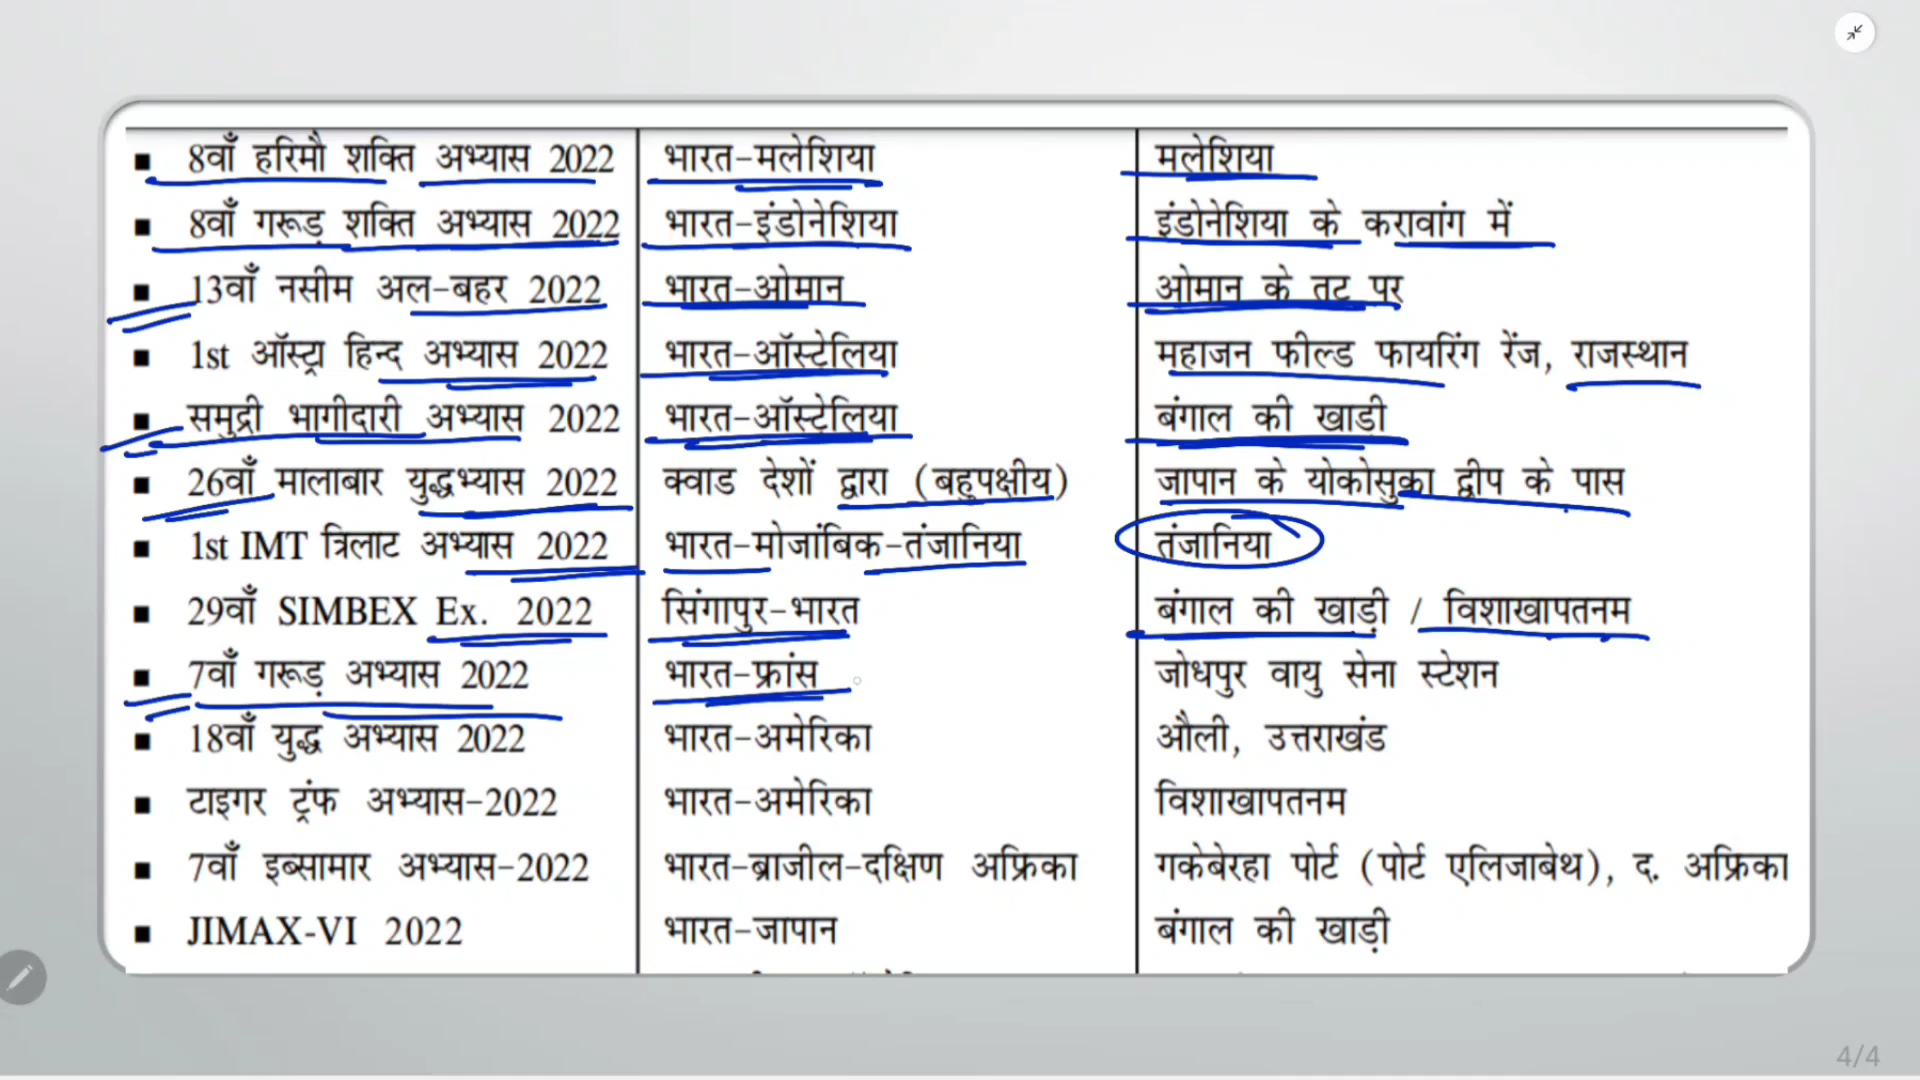 ■ 8वाँ हरिमौ शक्ति अभ्यास 2022 भारत-मलेशिया मलेशिया
■ 8वाँ गरूड़ शक्ति अभ्यास 2022 भारत-इंडोनेशिया इंडोनेशिया के करावांग में
■ 13वाँ नसीम अल-बहर 2022 भारत-ओमान ओमान के तट पर
■ 1st ऑस्ट्रा हिन्द अभ्यास 2022 भारत-ऑस्टेलिया महाजन फील्ड फायरिंग रेंज, राजस्थान
■ समुद्री भागीदारी अभ्यास 2022 भारत-ऑस्टेलिया बंगाल की खाडी
■ 26वाँ मालाबार युद्धभ्यास 2022 क्वाड देशों द्वारा (बहुपक्षीय) जापान के योकोसुका द्वीप के पास
■ 1st IMT त्रिलाट अभ्यास 2022 भारत-मोजांबिक-तंजानिया तंजानिया
■ 29वाँ SIMBEX Ex. 2022 सिंगापुर-भारत बंगाल की खाड़ी / विशाखापतनम
■ 7वाँ गरूड़ अभ्यास 2022 भारत-फ्रांस जोधपुर वायु सेना स्टेशन
■ 18वाँ युद्ध अभ्यास 2022 भारत-अमेरिका औली, उत्तराखंड
■ टाइगर ट्रंफ अभ्यास-2022 भारत-अमेरिका विशाखापतनम
■ 7वाँ इब्सामार अभ्यास-2022 भारत-ब्राजील-दक्षिण अफ्रिका गकेबेरहा पोर्ट (पोर्ट एलिजाबेथ), द. अफ्रिका
■ JIMAX-VI 2022 भारत-जापान बंगाल की खाड़ी
4/4